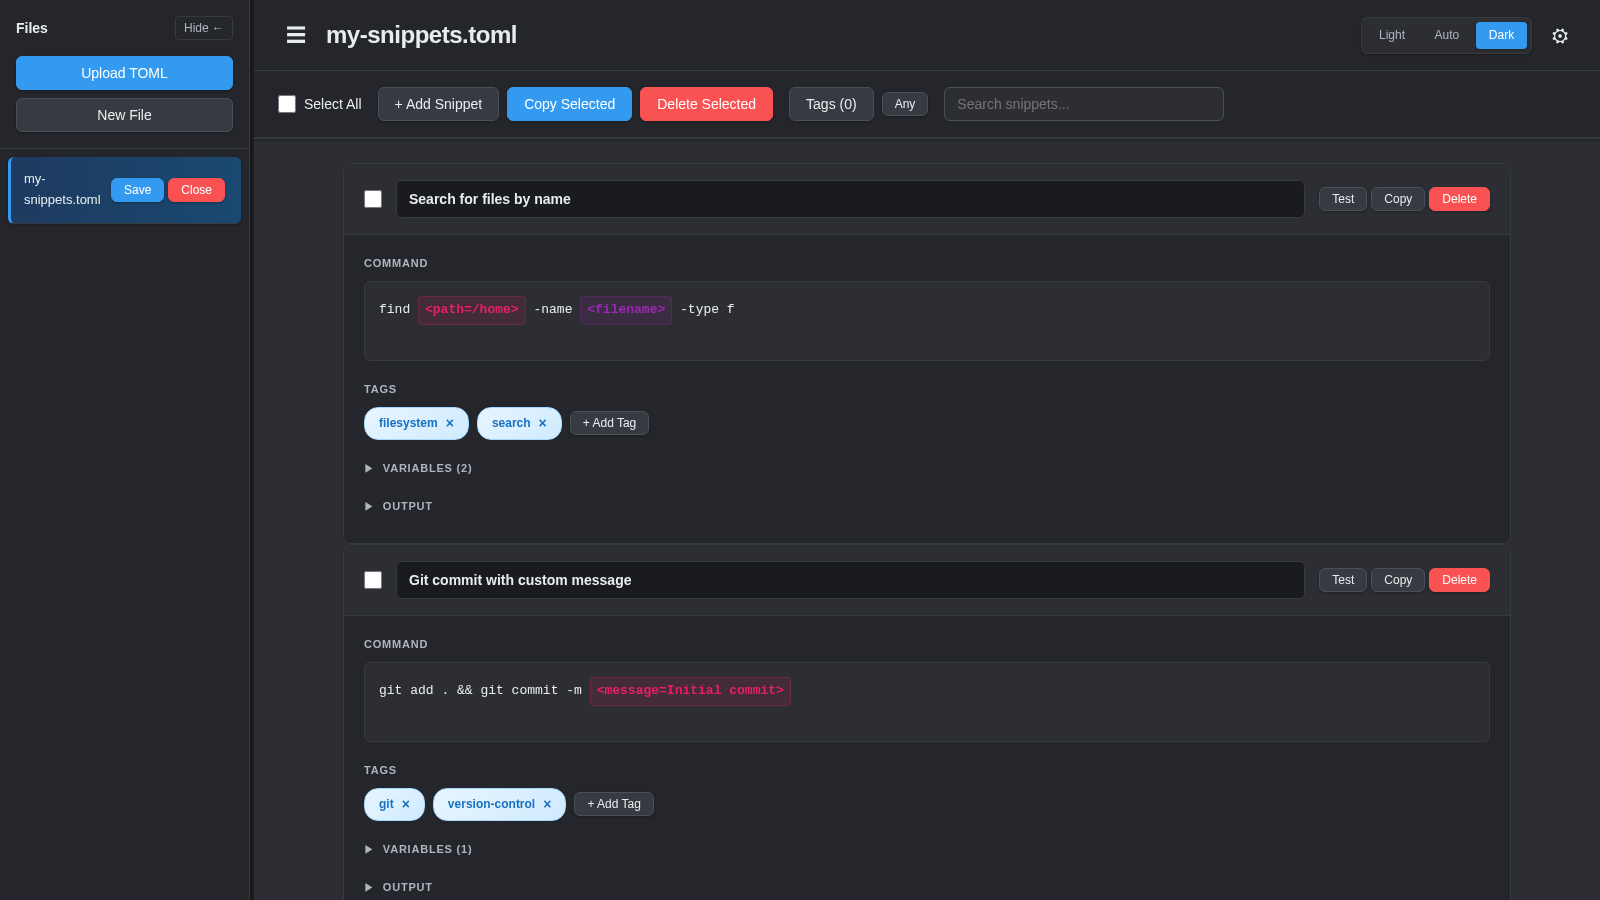 Files
Hide ←
Upload TOML
New File
my-
snippets.toml
Save
Close
☰ my-snippets.toml
Light
Auto
Dark
Select All
+ Add Snippet
Copy Selected
Delete Selected
Tags (0)
Any
Search snippets...
Search for files by name
Test
Copy
Delete
COMMAND
find <path=/home> -name <filename> -type f
TAGS
filesystem ×
search ×
+ Add Tag
VARIABLES (2)
OUTPUT
Git commit with custom message
Test
Copy
Delete
COMMAND
git add . && git commit -m <message=Initial commit>
TAGS
git ×
version-control ×
+ Add Tag
VARIABLES (1)
OUTPUT